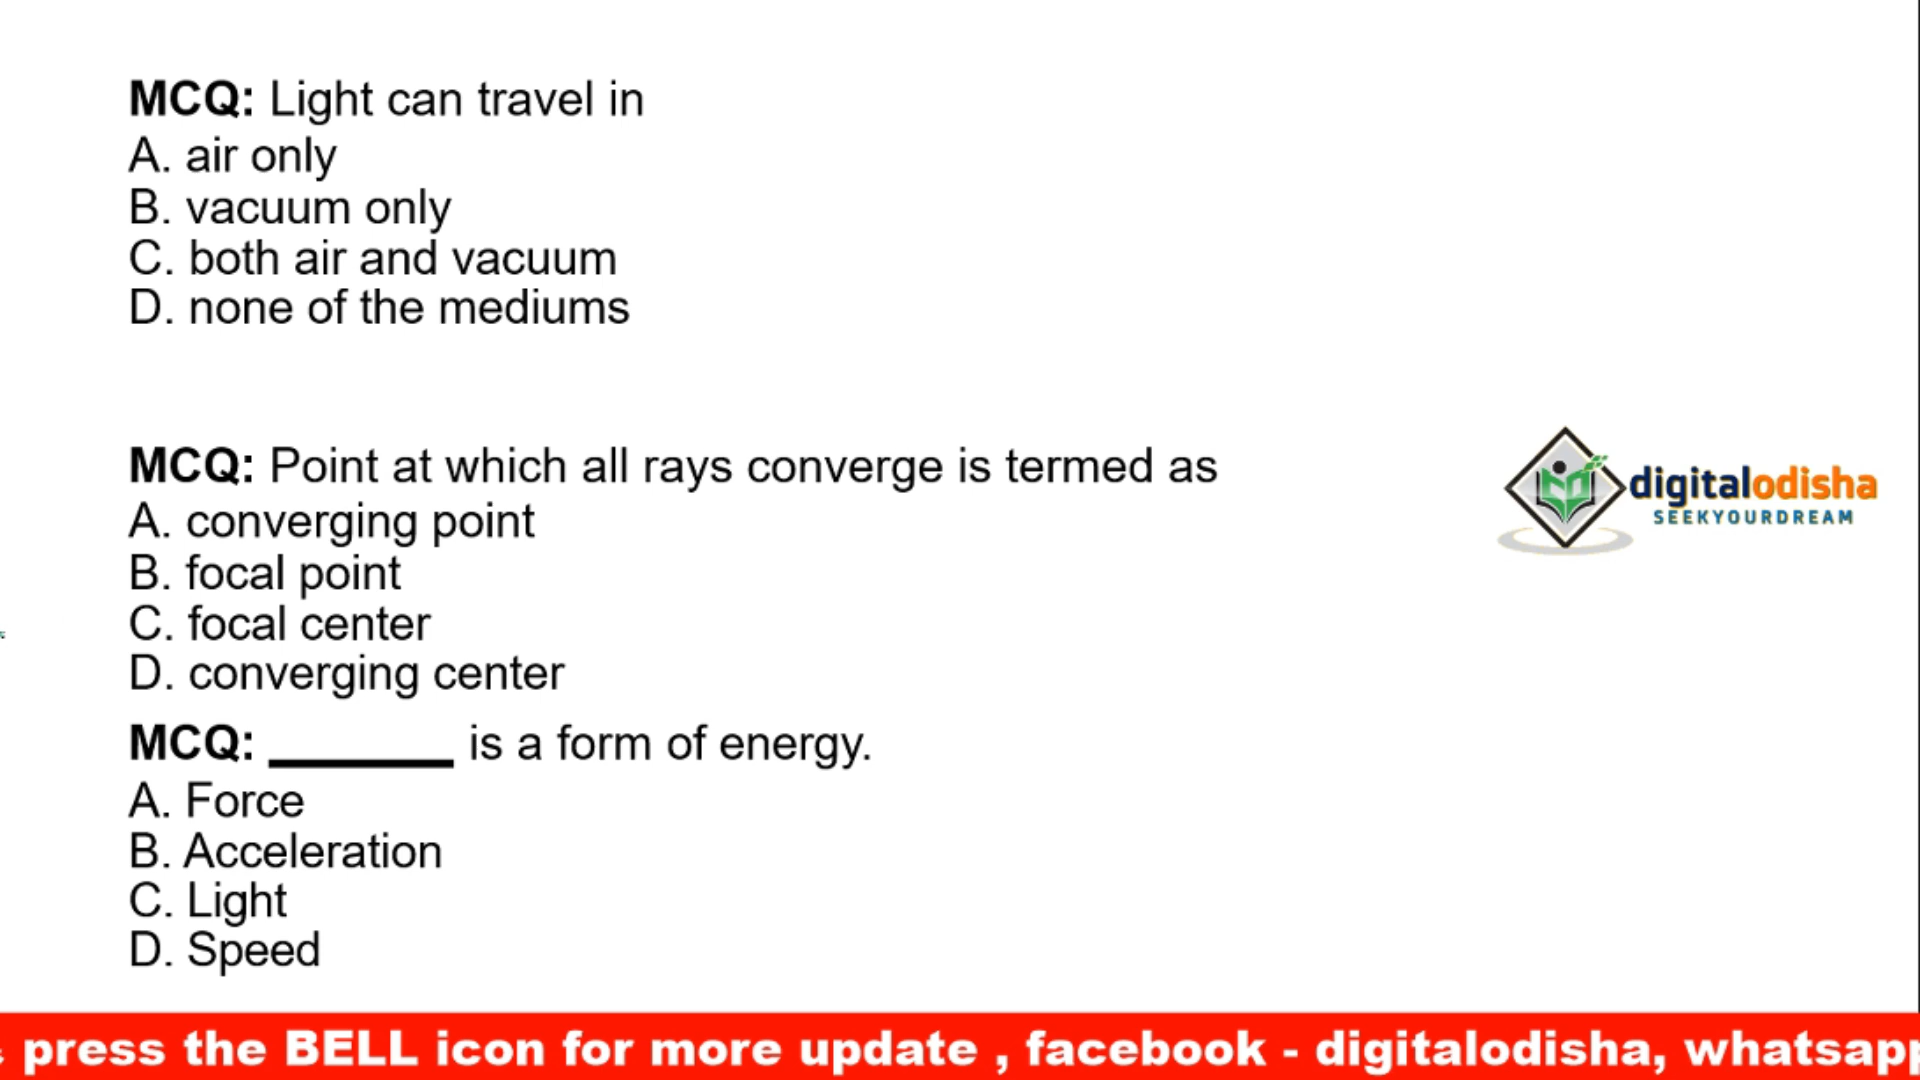 MCQ: Light can travel in
A. air only
B. vacuum only
C. both air and vacuum
D. none of the mediums
MCQ: Point at which all rays converge is termed as
A. converging point
B. focal point
C. focal center
D. converging center
digitalodisha
SEEKYOURDREAM
MCQ: ________ is a form of energy.
A. Force
B. Acceleration
C. Light
D. Speed
press the BELL icon for more update , facebook - digitalodisha, whatsapp